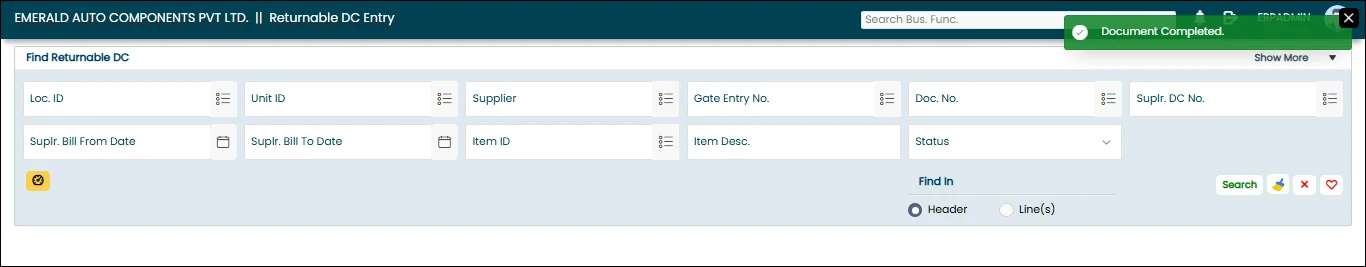 EMERALD AUTO COMPONENTS PVT LTD. || Returnable DC Entry
Search Bus. Func.
ERPADMIN
Document Completed.
Find Returnable DC
Show More
Loc. ID
Unit ID
Supplier
Gate Entry No.
Doc. No.
Suplr. DC No.
Suplr. Bill From Date
Suplr. Bill To Date
Item ID
Item Desc.
Status
Find In
Search
Header
Line(s)